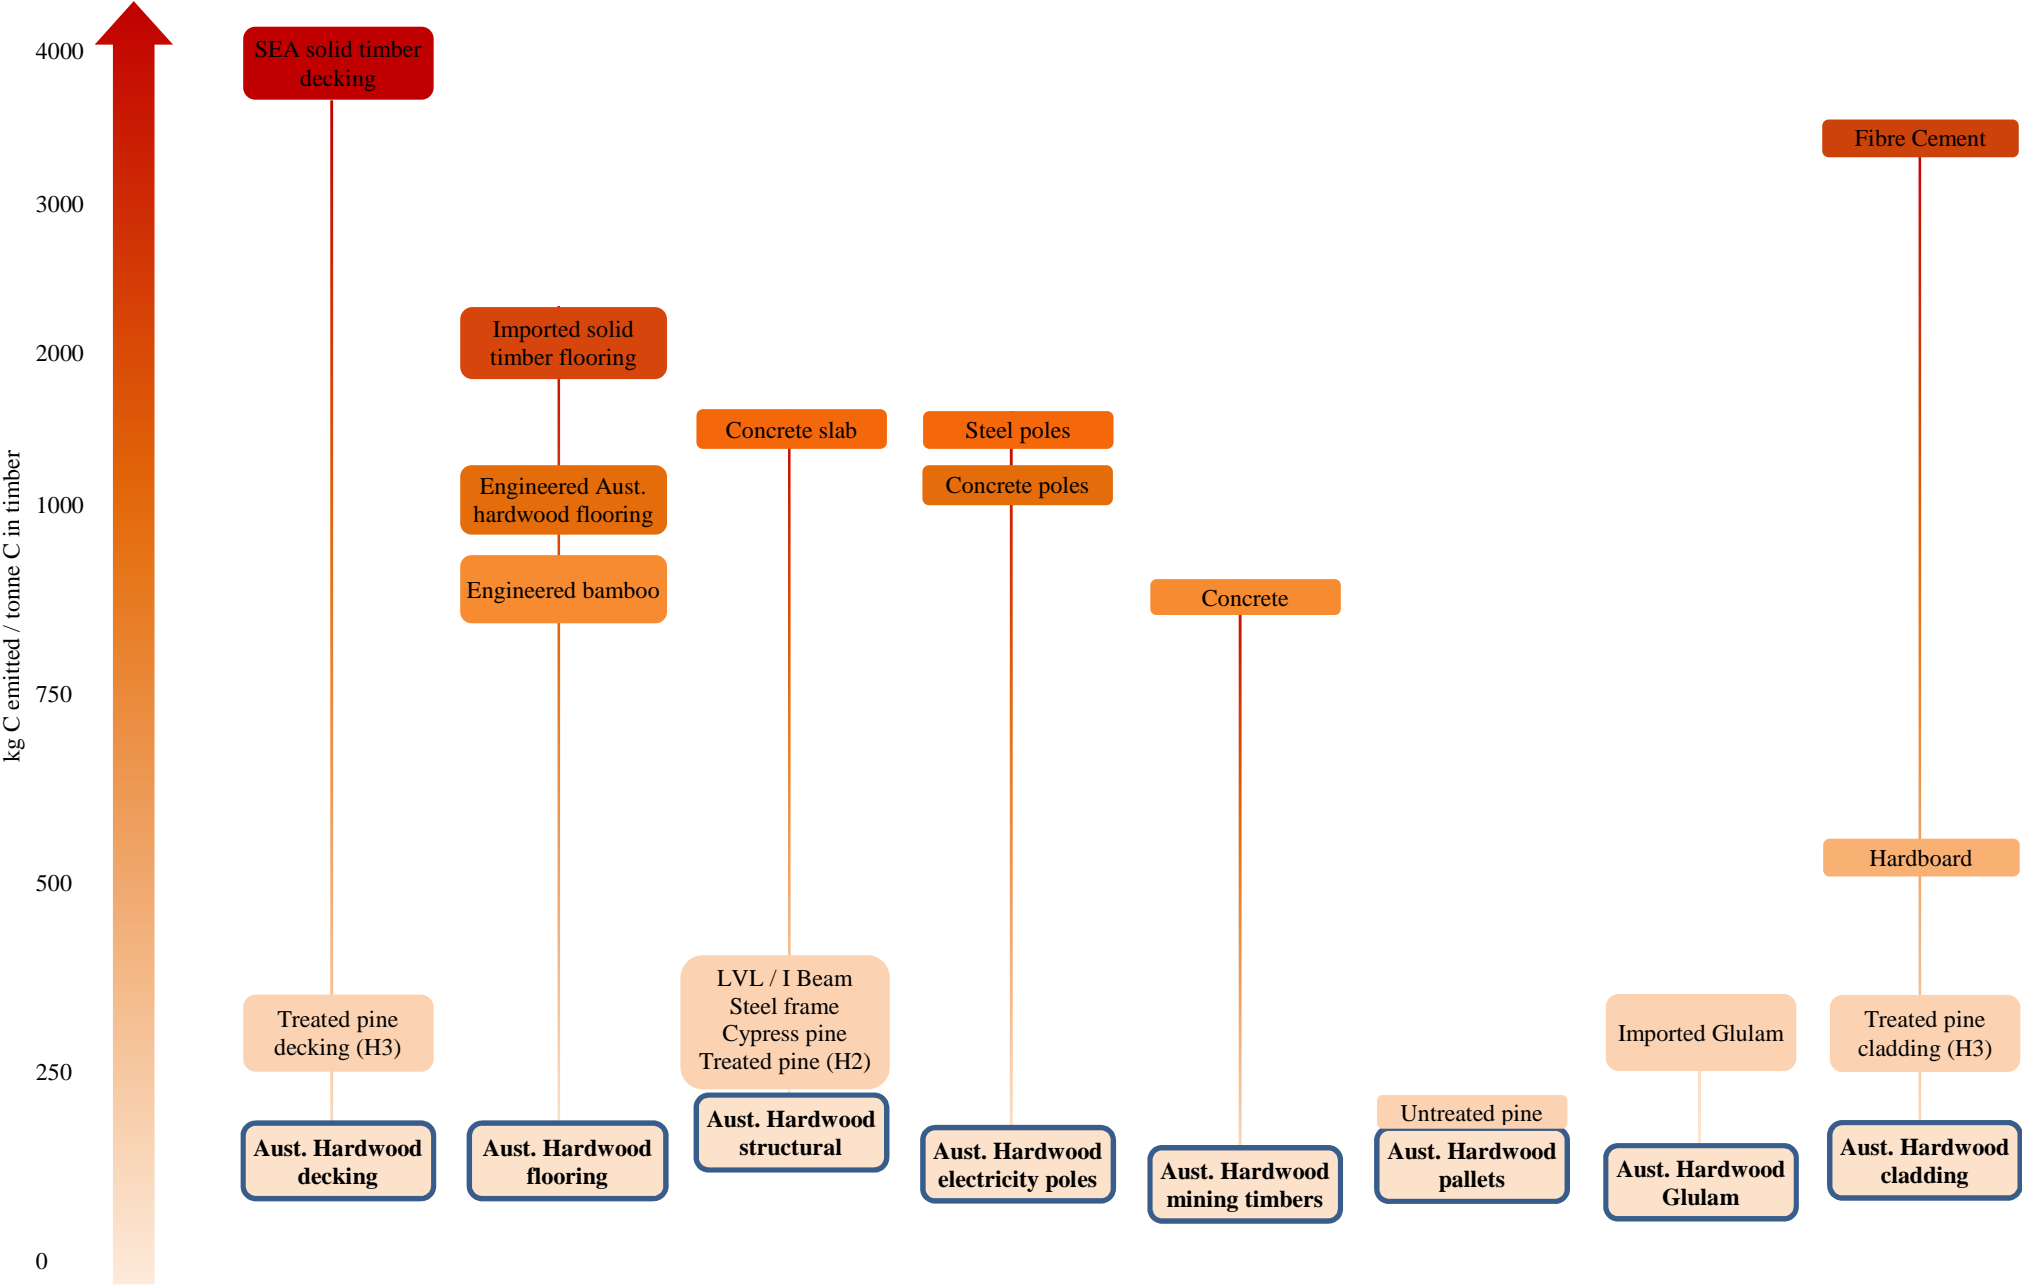 kg C emitted / tonne C in timber
4000
3000
2000
1000
750
500
250
0
SEA solid timber
decking
Treated pine
decking (H3)
Aust. Hardwood
decking
Imported solid
timber flooring
Engineered Aust.
hardwood flooring
Engineered bamboo
Aust. Hardwood
flooring
Concrete slab
LVL / I Beam
Steel frame
Cypress pine
Treated pine (H2)
Aust. Hardwood
structural
Steel poles
Concrete poles
Aust. Hardwood
electricity poles
Concrete
Aust. Hardwood
mining timbers
Untreated pine
Aust. Hardwood
pallets
Imported Glulam
Aust. Hardwood
Glulam
Fibre Cement
Hardboard
Treated pine
cladding (H3)
Aust. Hardwood
cladding